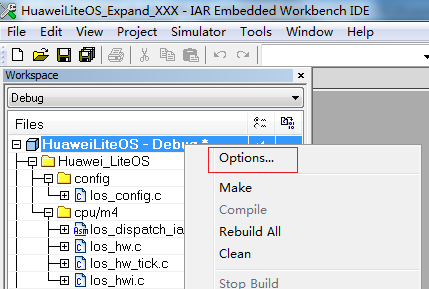 HuaweiLiteOS_Expand_XXX - IAR Embedded Workbench IDE
File Edit View Project Simulator Tools Window Help
Workspace
Debug
Files
HuaweiLiteOS - Debug *
Huawei_LiteOS
Options...
config
los_config.c
Make
cpu/m4
Compile
Asm los_dispatch_ia
Rebuild All
los_hw.c
Clean
los_hw_tick.c
los_hwi.c
Stop Build